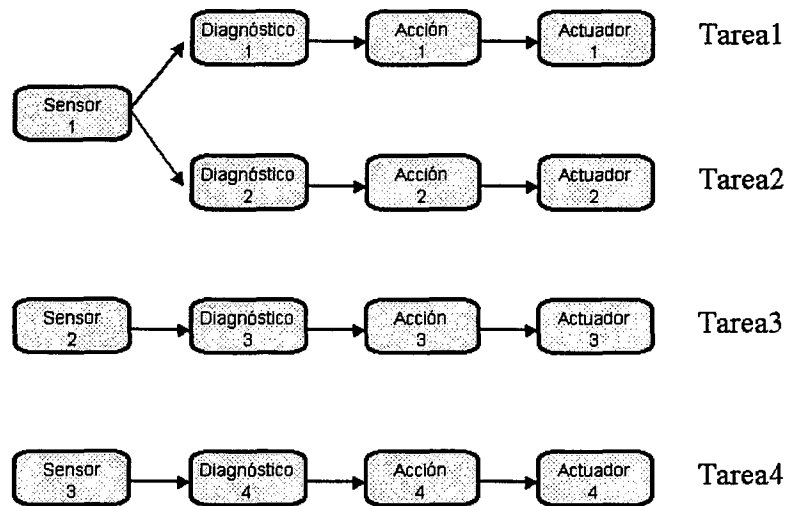 Diagnóstico
1
Acción
1
Actuador
1
Tarea1
Sensor
1
Diagnóstico
2
Acción
2
Actuador
2
Tarea2
Sensor
2
Diagnóstico
3
Acción
3
Actuador
3
Tarea3
Sensor
3
Diagnóstico
4
Acción
4
Actuador
4
Tarea4